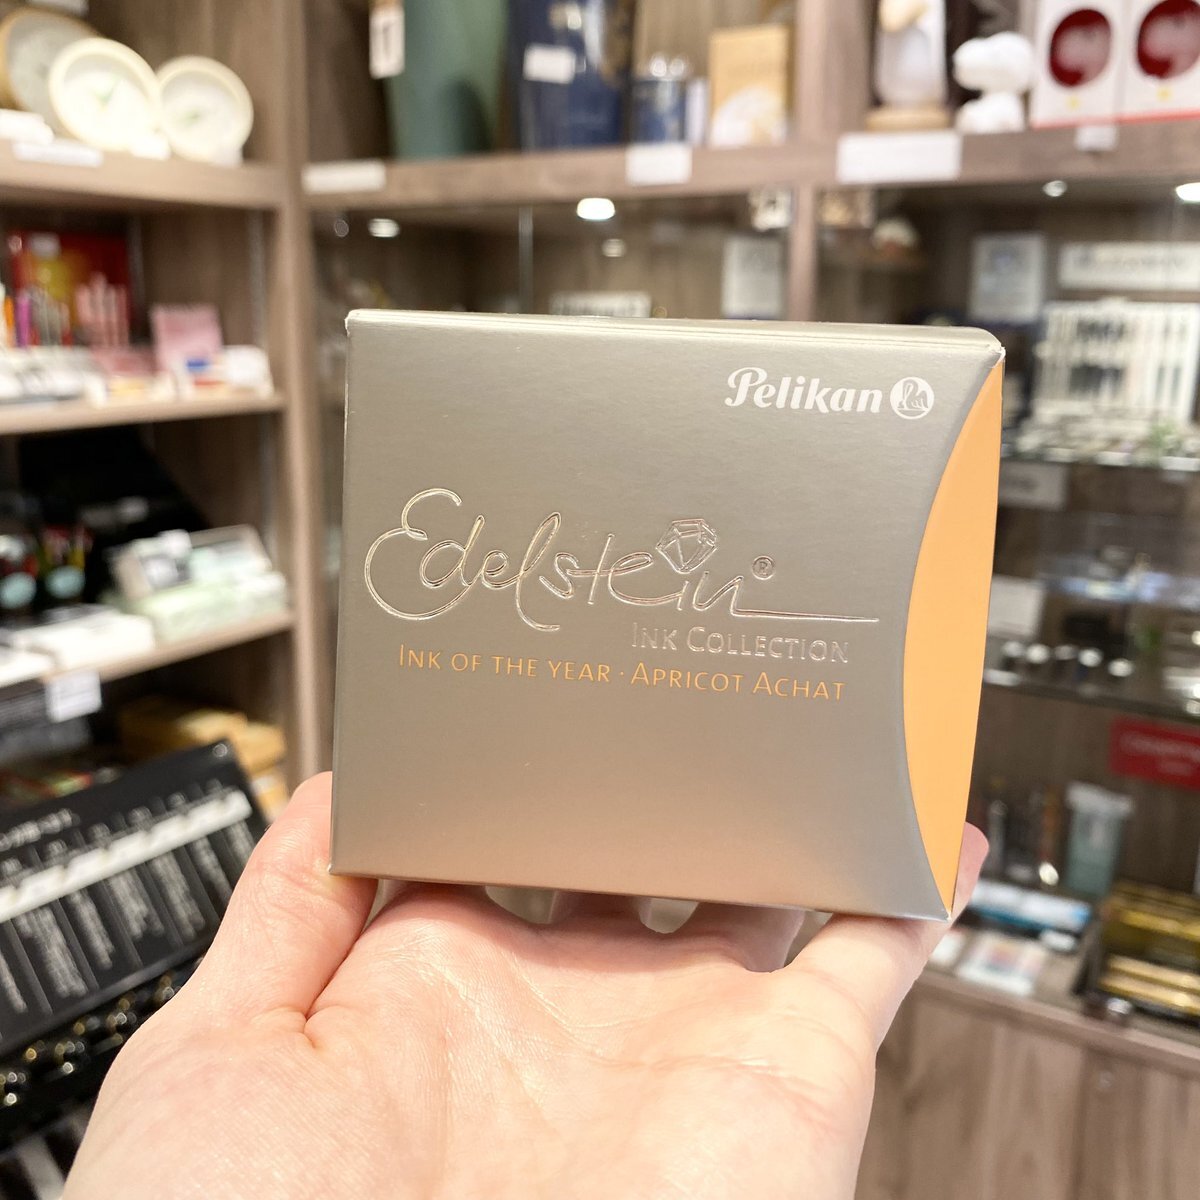 Pelikan
Edelstein®
INK COLLECTION
INK OF THE YEAR · APRICOT ACHAT